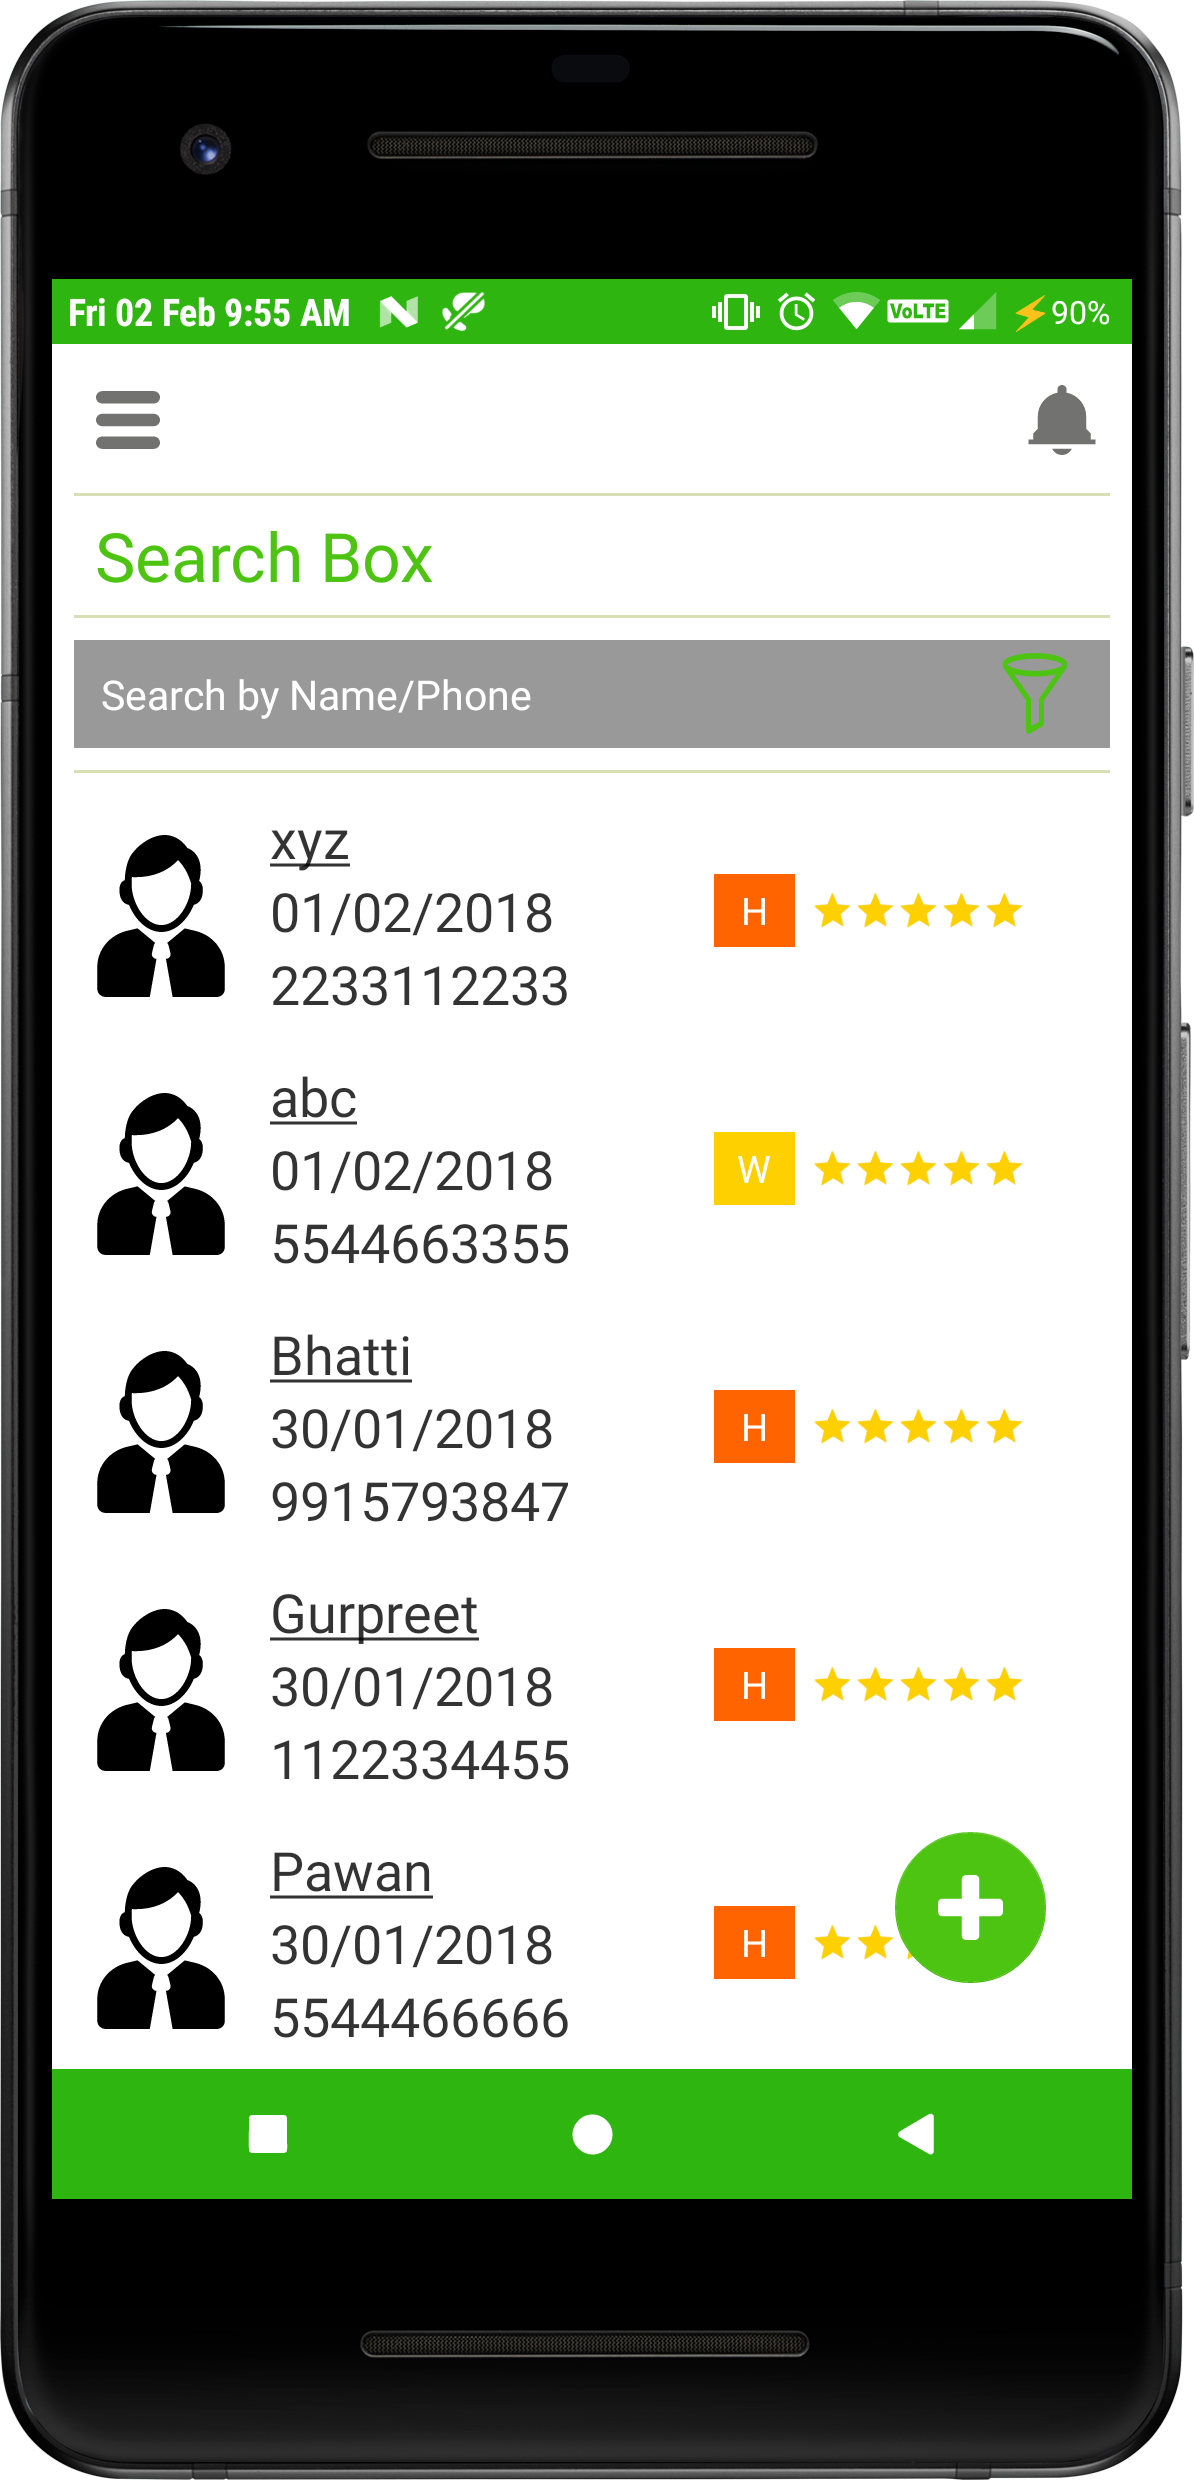 Fri 02 Feb 9:55 AM VoLTE 90%
Search Box
Search by Name/Phone
xyz
01/02/2018
H
2233112233
abc
01/02/2018
W
5544663355
Bhatti
30/01/2018
H
9915793847
Gurpreet
30/01/2018
H
1122334455
Pawan
30/01/2018
H
5544466666